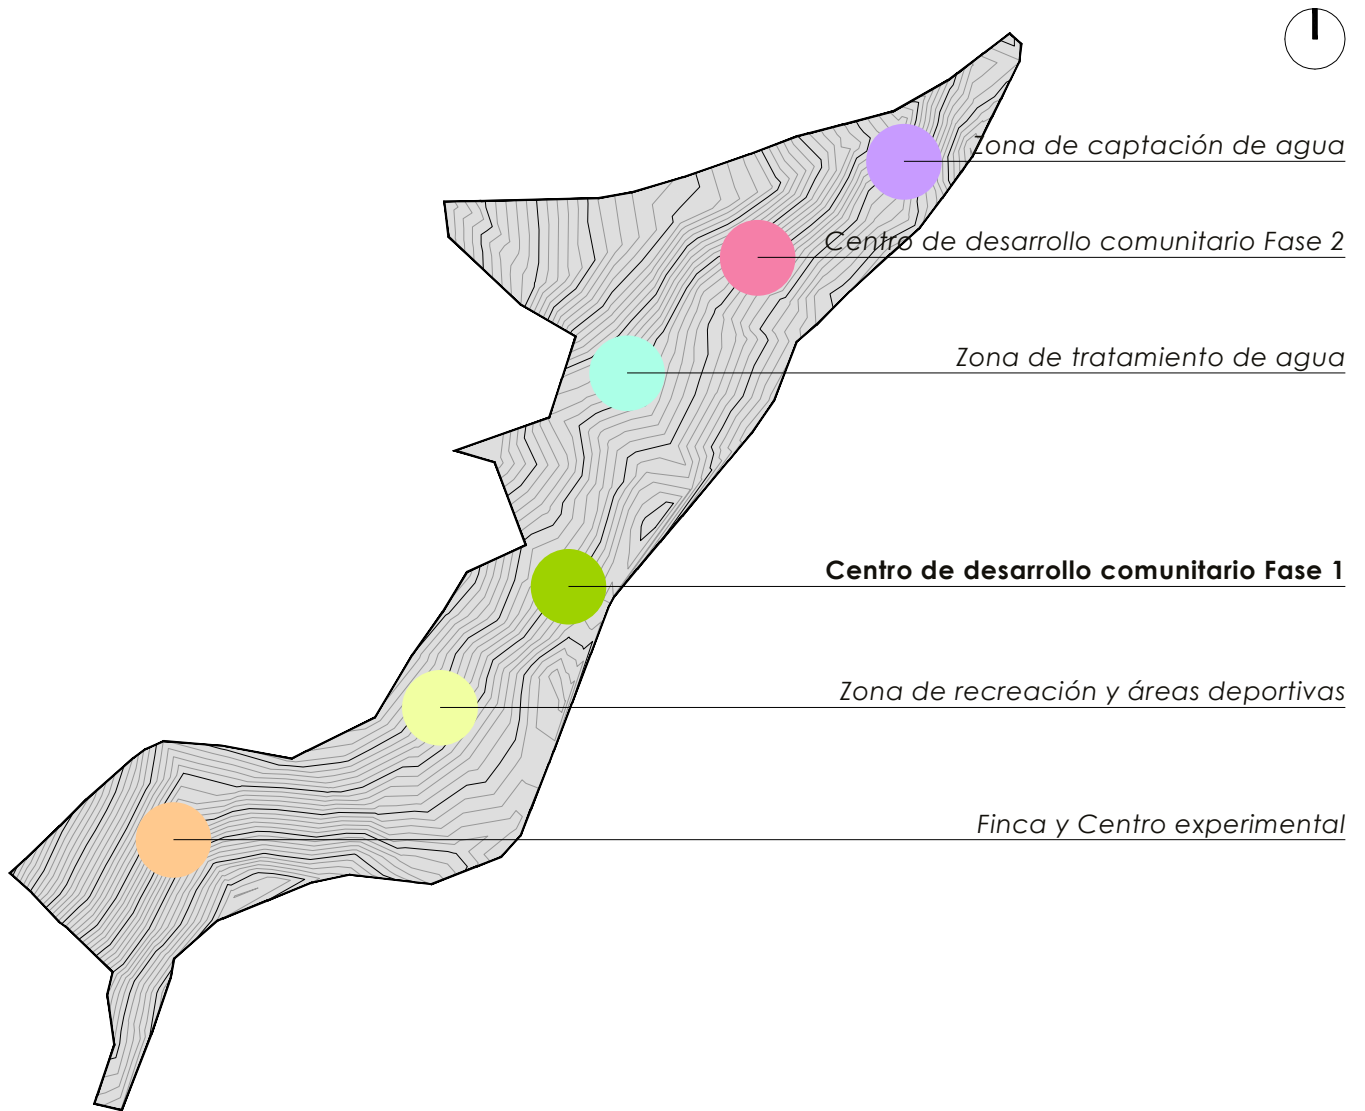 Zona de captación de agua
Centro de desarrollo comunitario Fase 2
Zona de tratamiento de agua
Centro de desarrollo comunitario Fase 1
Zona de recreación y áreas deportivas
Finca y Centro experimental